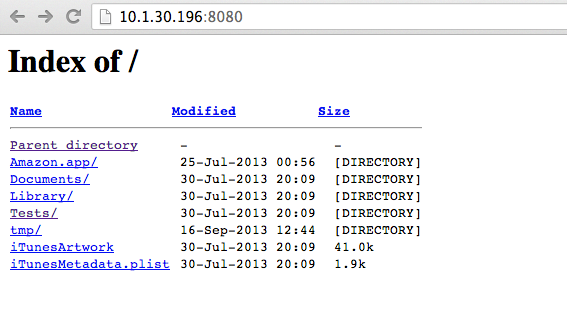 10.1.30.196:8080
Index of /
Name Modified Size
Parent directory - -
Amazon.app/ 25-Jul-2013 00:56 [DIRECTORY]
Documents/ 30-Jul-2013 20:09 [DIRECTORY]
Library/ 30-Jul-2013 20:09 [DIRECTORY]
Tests/ 30-Jul-2013 20:09 [DIRECTORY]
tmp/ 16-Sep-2013 12:44 [DIRECTORY]
iTunesArtwork 30-Jul-2013 20:09 41.0k
iTunesMetadata.plist 30-Jul-2013 20:09 1.9k